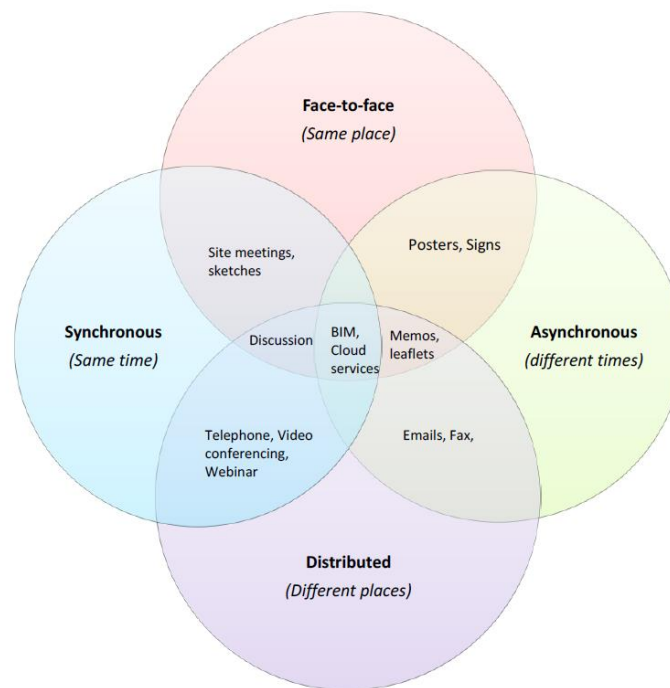 Face-to-face
(Same place)
Site meetings,
sketches
Posters, Signs
Synchronous
(Same time)
Discussion
BIM,
Cloud
services
Memos,
leaflets
Asynchronous
(different times)
Telephone, Video
conferencing,
Webinar
Emails, Fax,
Distributed
(Different places)